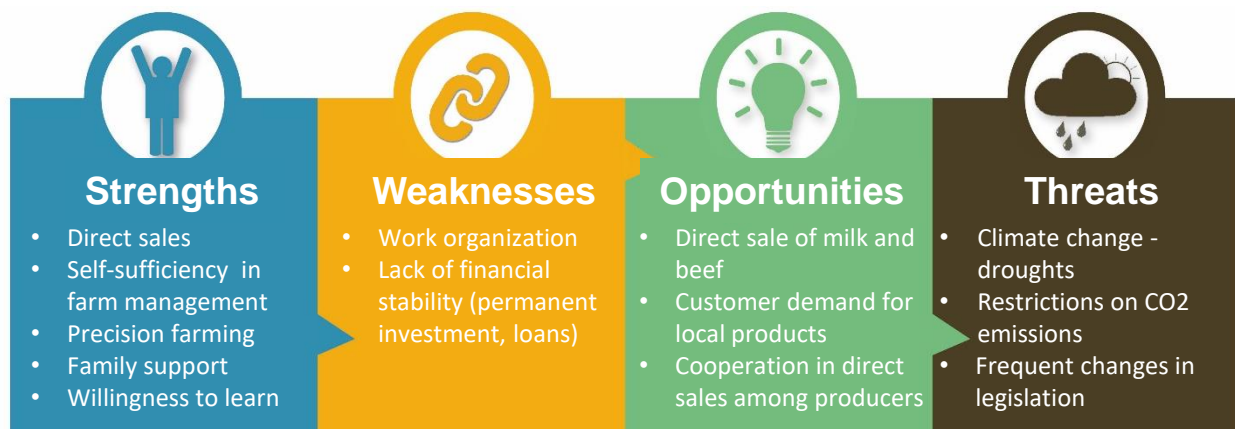 Strengths
• Direct sales
• Self-sufficiency in
farm management
• Precision farming
• Family support
• Willingness to learn
Weaknesses
• Work organization
• Lack of financial
stability (permanent
investment, loans)
Opportunities
• Direct sale of milk and
beef
• Customer demand for
local products
• Cooperation in direct
sales among producers
Threats
• Climate change -
droughts
• Restrictions on CO2
emissions
• Frequent changes in
legislation